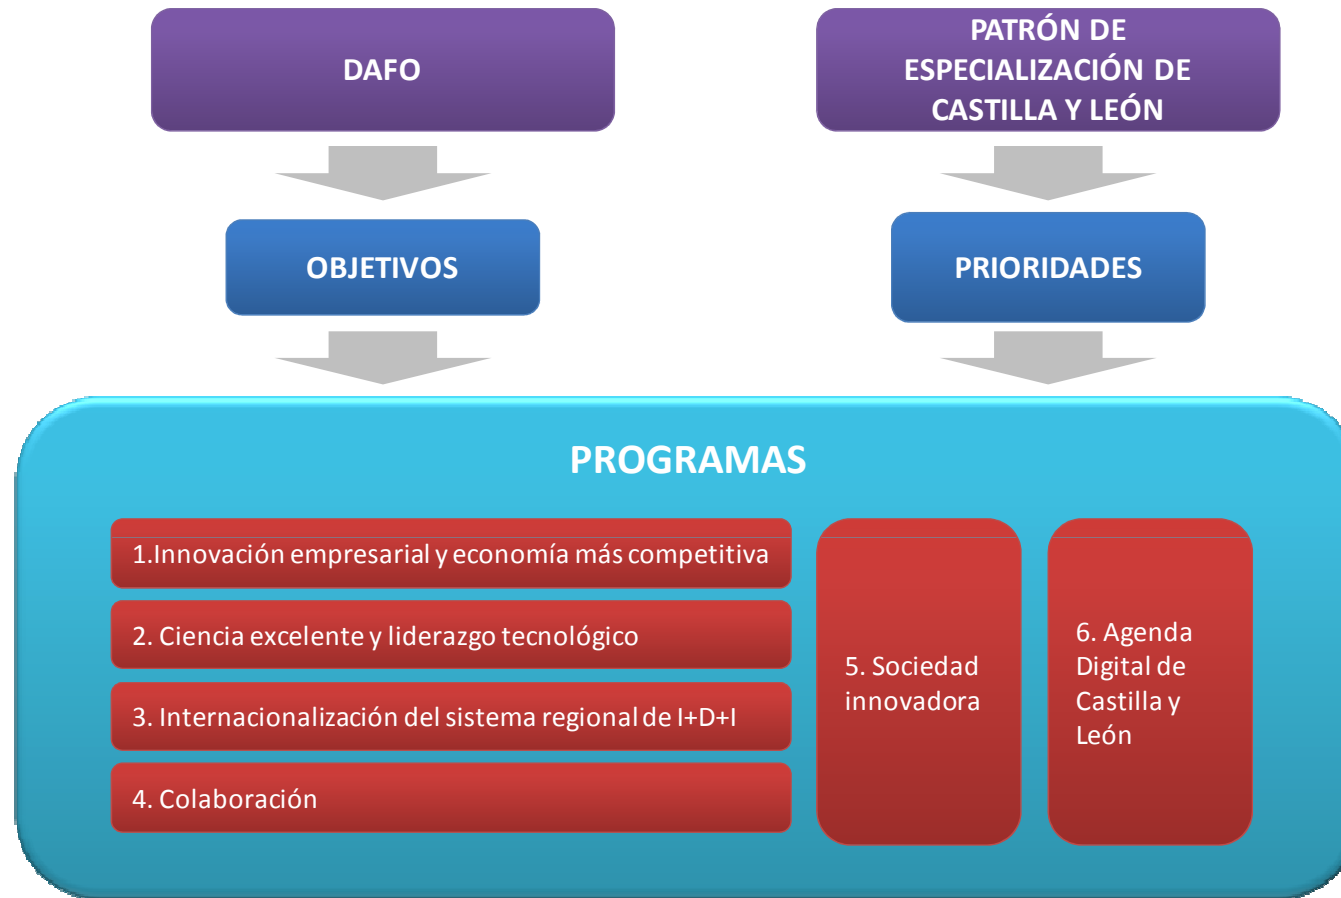 DAFO
PATRÓN DE
ESPECIALIZACIÓN DE
CASTILLA Y LEÓN
OBJETIVOS
PRIORIDADES
PROGRAMAS
1.Innovación empresarial y economía más competitiva
2. Ciencia excelente y liderazgo tecnológico
3. Internacionalización del sistema regional de I+D+I
4. Colaboración
5. Sociedad
innovadora
6. Agenda
Digital de
Castilla y
León